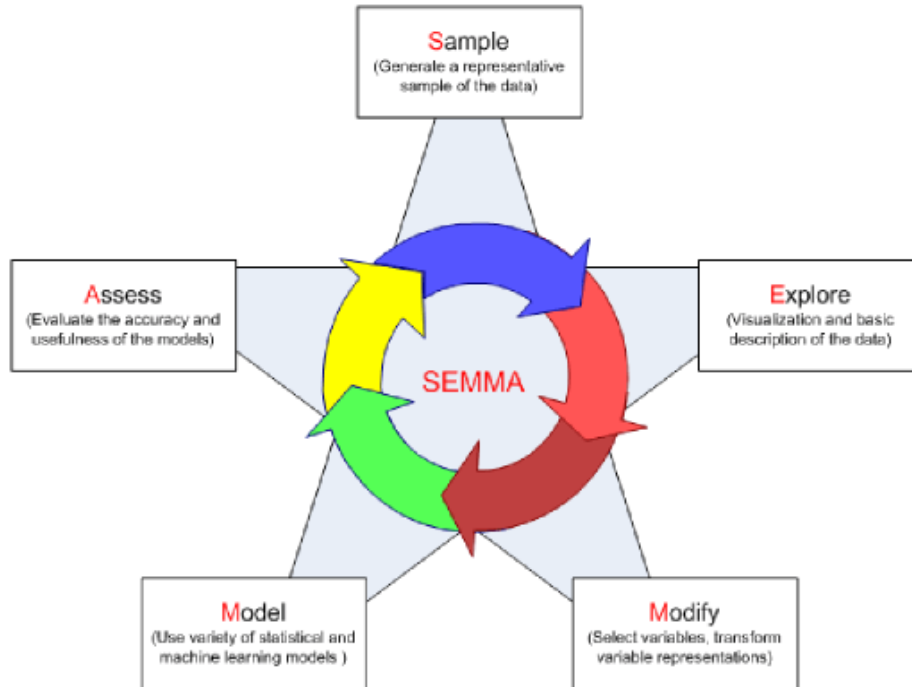 Sample
(Generate a representative
sample of the data)
Assess
(Evaluate the accuracy and
usefulness of the models)
Explore
(Visualization and basic
description of the data)
SEMMA
Model
(Use variety of statistical and
machine learning models )
Modify
(Select variables, transform
variable representations)